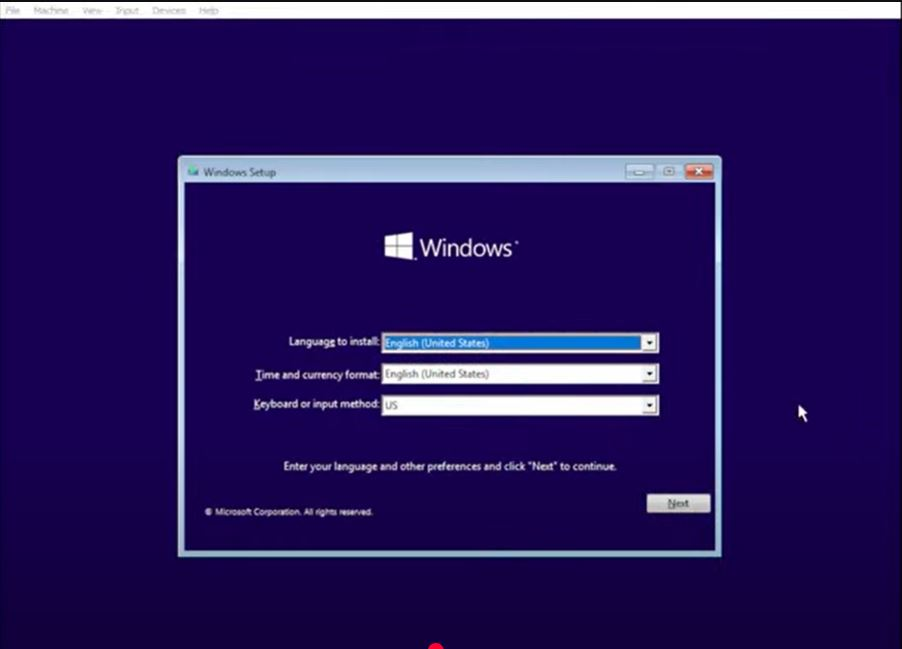 File Machine View Input Devices Help
Windows Setup
Windows
Language to install: English (United States)
Time and currency format: English (United States)
Keyboard or input method: US
Enter your language and other preferences and click "Next" to continue.
© Microsoft Corporation. All rights reserved.
Next